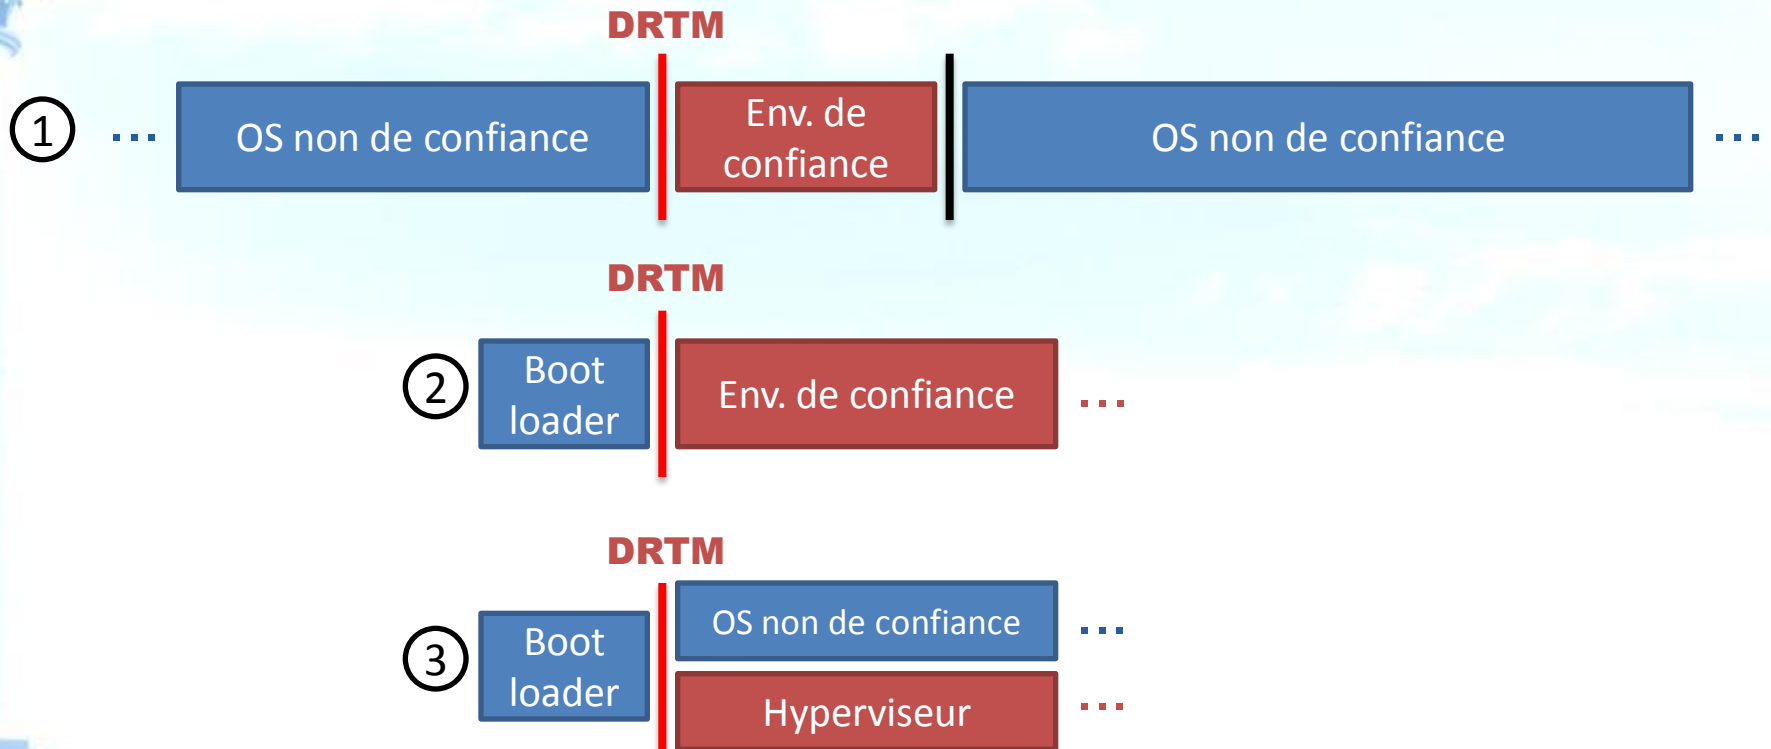 DRTM
1 ... OS non de confiance Env. de OS non de confiance ...
confiance
DRTM
2 Boot Env. de confiance ...
loader
DRTM
OS non de confiance ...
3 Boot
loader
Hyperviseur ...